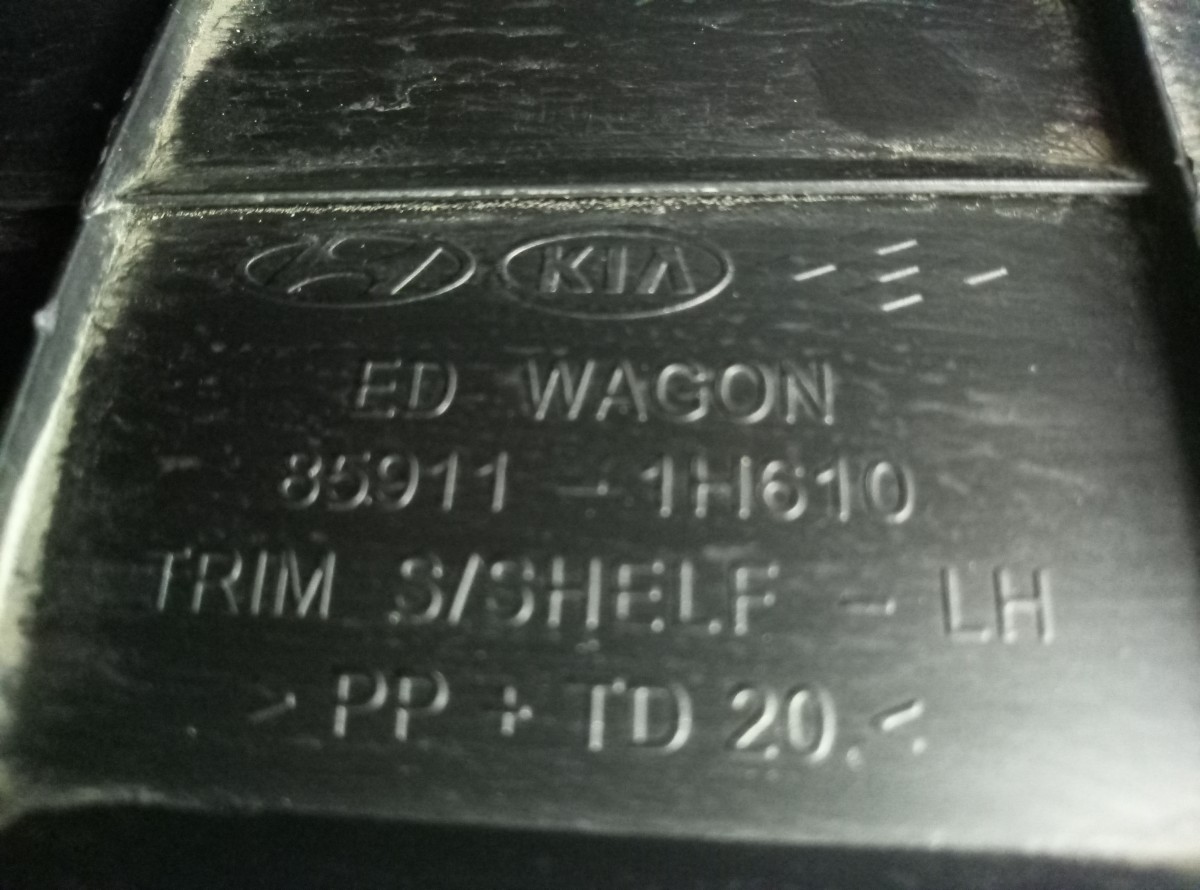 KIA
ED WAGON
85911 - 1H610
TRIM S/SHELF - LH
> PP + TD 20 <